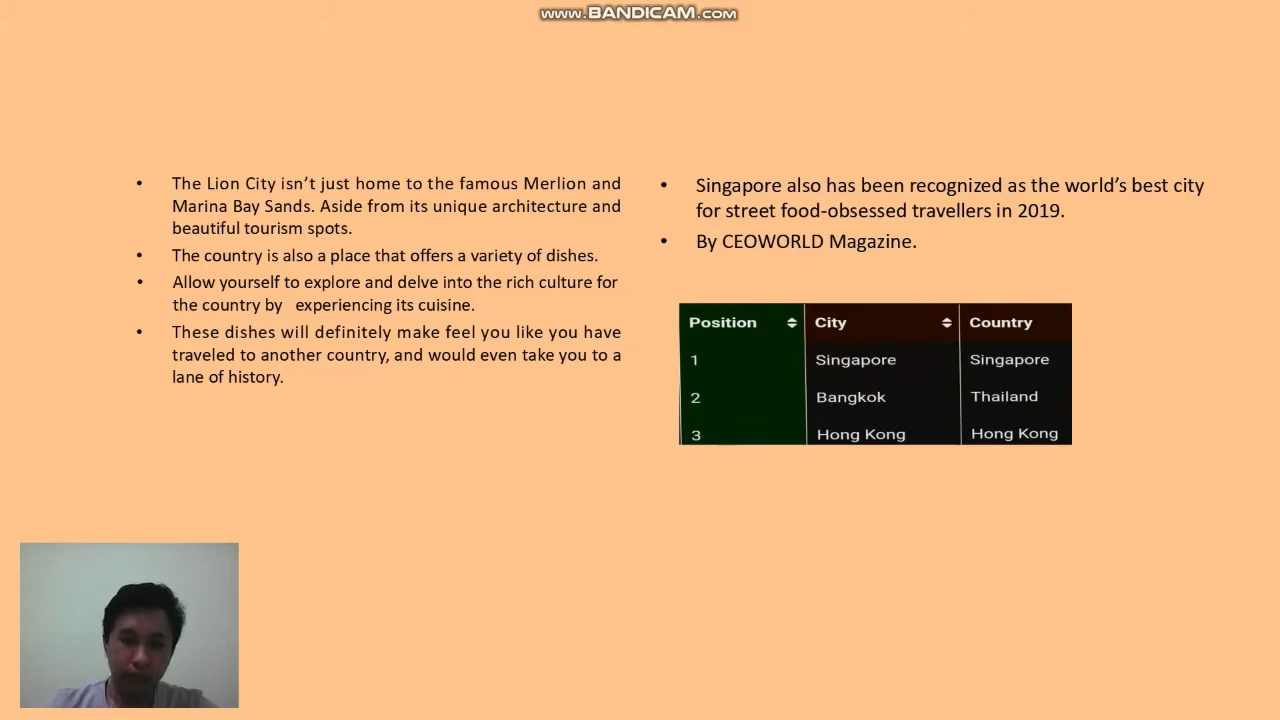 www.BANDICAM.com
• The Lion City isn’t just home to the famous Merlion and
Marina Bay Sands. Aside from its unique architecture and
beautiful tourism spots.
• The country is also a place that offers a variety of dishes.
• Allow yourself to explore and delve into the rich culture for
the country by experiencing its cuisine.
• These dishes will definitely make feel you like you have
traveled to another country, and would even take you to a
lane of history.
• Singapore also has been recognized as the world’s best city
for street food-obsessed travellers in 2019.
• By CEOWORLD Magazine.
Position City Country
1 Singapore Singapore
2 Bangkok Thailand
3 Hong Kong Hong Kong